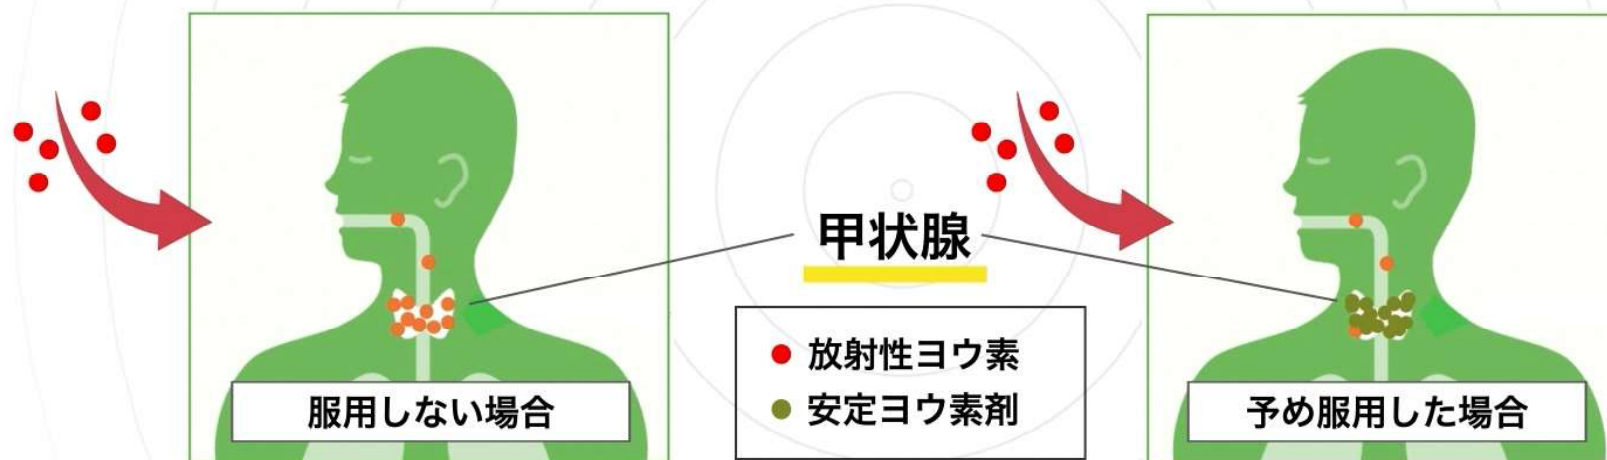 甲状腺
放射性ヨウ素
安定ヨウ素剤
服用しない場合
予め服用した場合